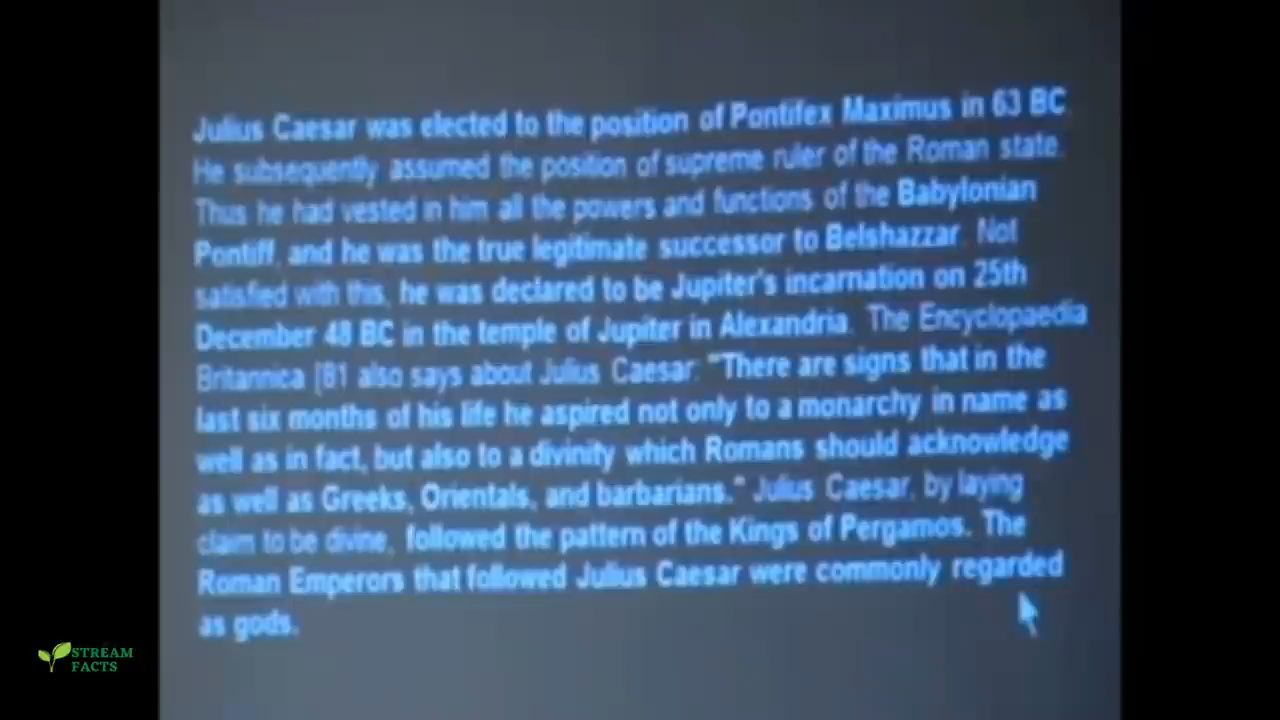 Julius Caesar was elected to the position of Pontifex Maximus in 63 BC
He subsequently assumed the position of supreme ruler of the Roman state.
Thus he had vested in him all the powers and functions of the Babylonian
Pontiff, and he was the true legitimate successor to Belshazzar. Not
satisfied with this, he was declared to be Jupiter's incarnation on 25th
December 48 BC in the temple of Jupiter in Alexandria. The Encyclopaedia
Britannica [81 also says about Julius Caesar: "There are signs that in the
last six months of his life he aspired not only to a monarchy in name as
well as in fact, but also to a divinity which Romans should acknowledge
as well as Greeks, Orientals, and barbarians." Julius Caesar, by laying
claim to be divine, followed the pattern of the Kings of Pergamos. The
Roman Emperors that followed Julius Caesar were commonly regarded
as gods.
STREAM
FACTS